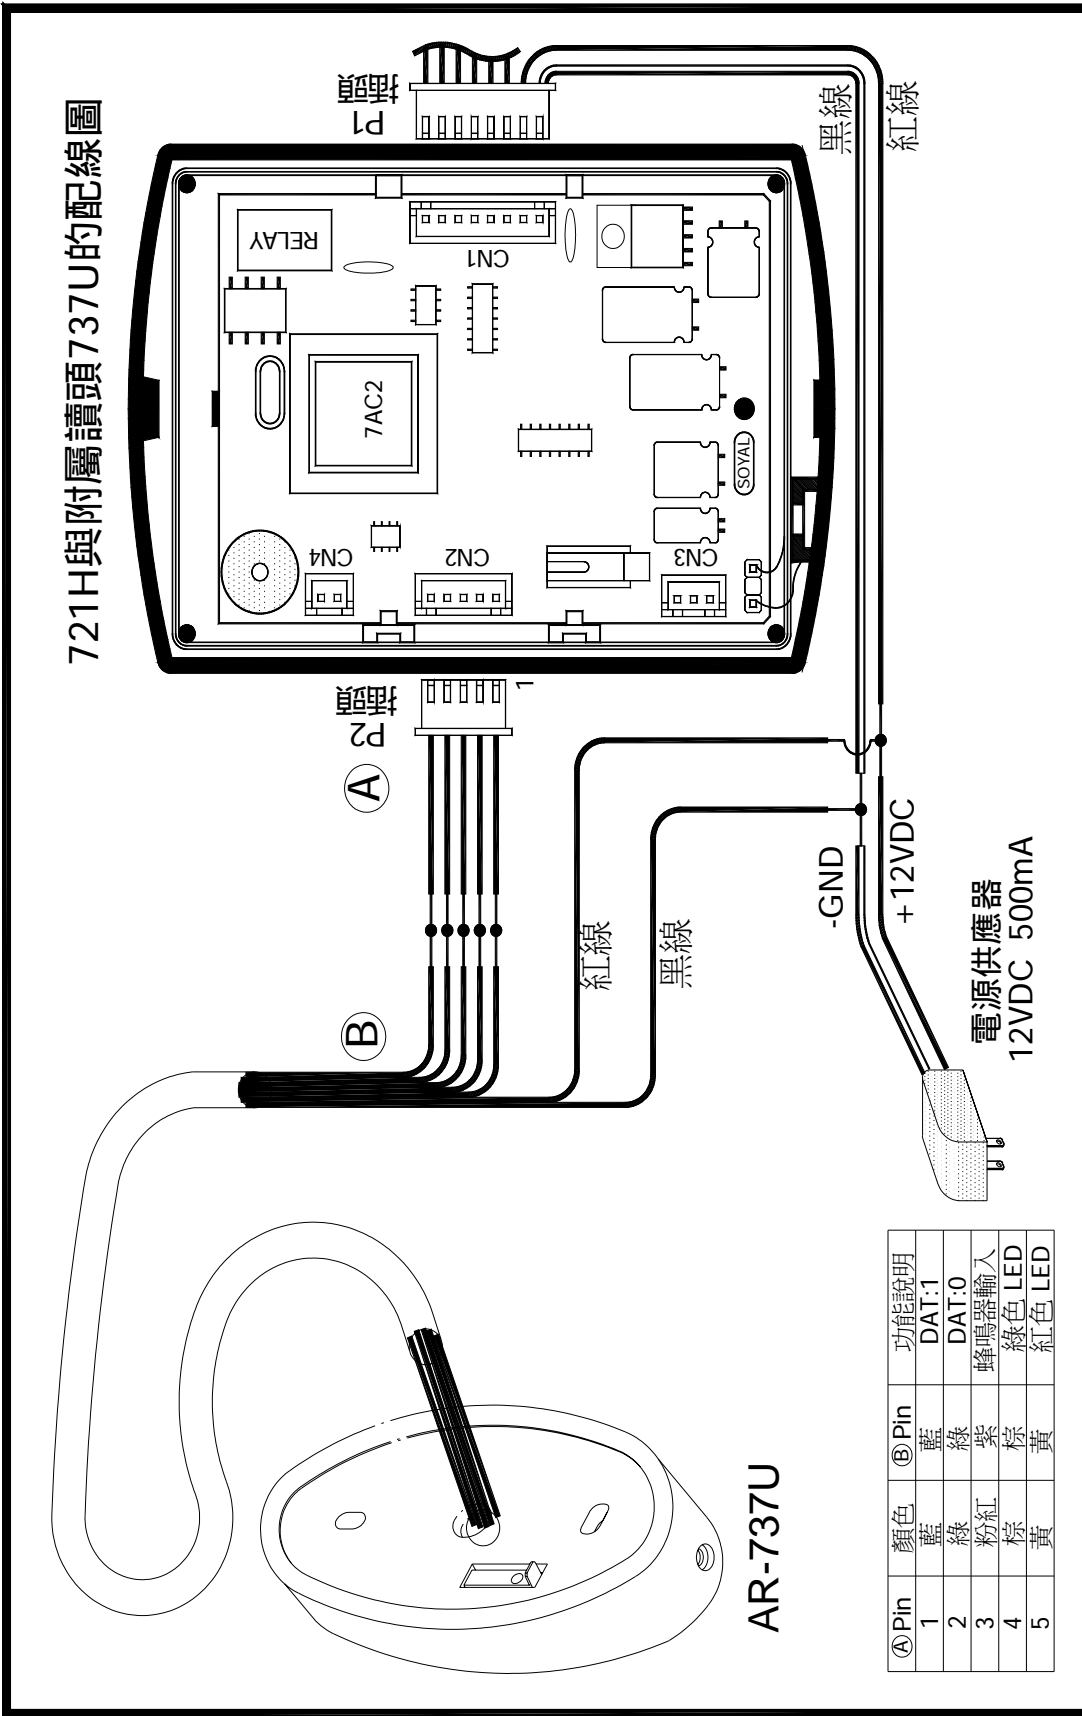 721H與附屬讀頭737U的配線圖
P2
插頭
P1
插頭
A
B
1
RELAY
CN1
7AC2
CN4
CN2
CN3
SOYAL
黑線
紅線
紅線
黑線
-GND
+12VDC
電源供應器
12VDC 500mA
AR-737U
A Pin 顏色 B Pin 功能說明
1 藍 藍 DAT:1
2 綠 綠 DAT:0
3 粉紅 紫 蜂鳴器輸入
4 棕 棕 綠色 LED
5 黃 黃 紅色 LED